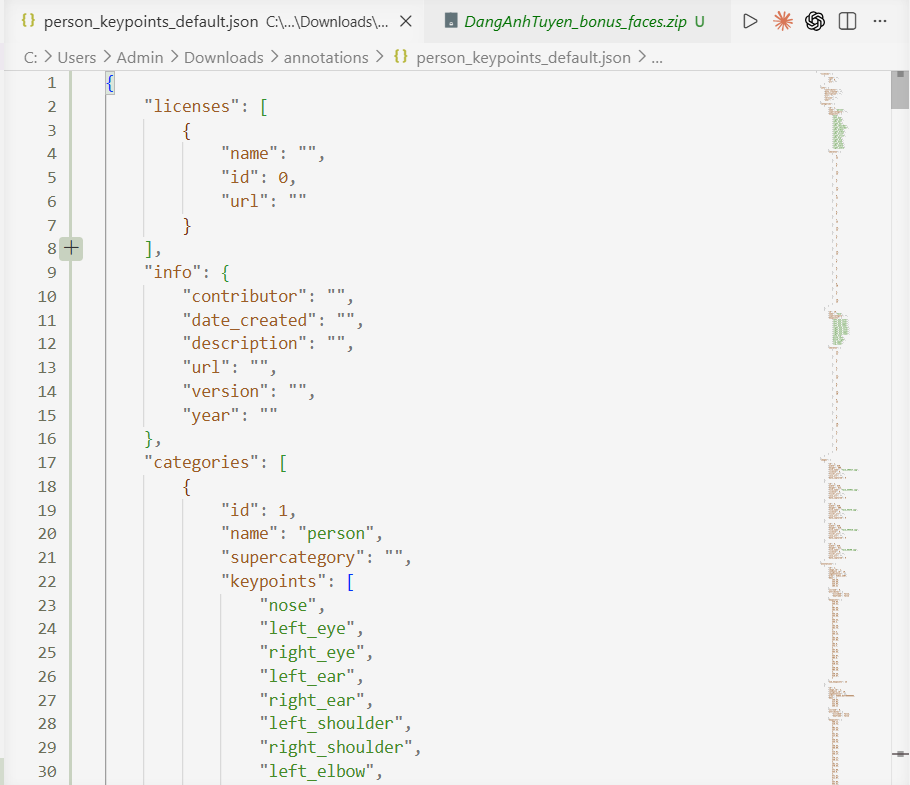 {} person_keypoints_default.json C:\...\Downloads\... DangAnhTuyen_bonus_faces.zip U
C: > Users > Admin > Downloads > annotations > {} person_keypoints_default.json > ...
1 {
2 "licenses": [
3 {
4 "name": "",
5 "id": 0,
6 "url": ""
7 }
8 ],
9 "info": {
10 "contributor": "",
11 "date_created": "",
12 "description": "",
13 "url": "",
14 "version": "",
15 "year": ""
16 },
17 "categories": [
18 {
19 "id": 1,
20 "name": "person",
21 "supercategory": "",
22 "keypoints": [
23 "nose",
24 "left_eye",
25 "right_eye",
26 "left_ear",
27 "right_ear",
28 "left_shoulder",
29 "right_shoulder",
30 "left_elbow",